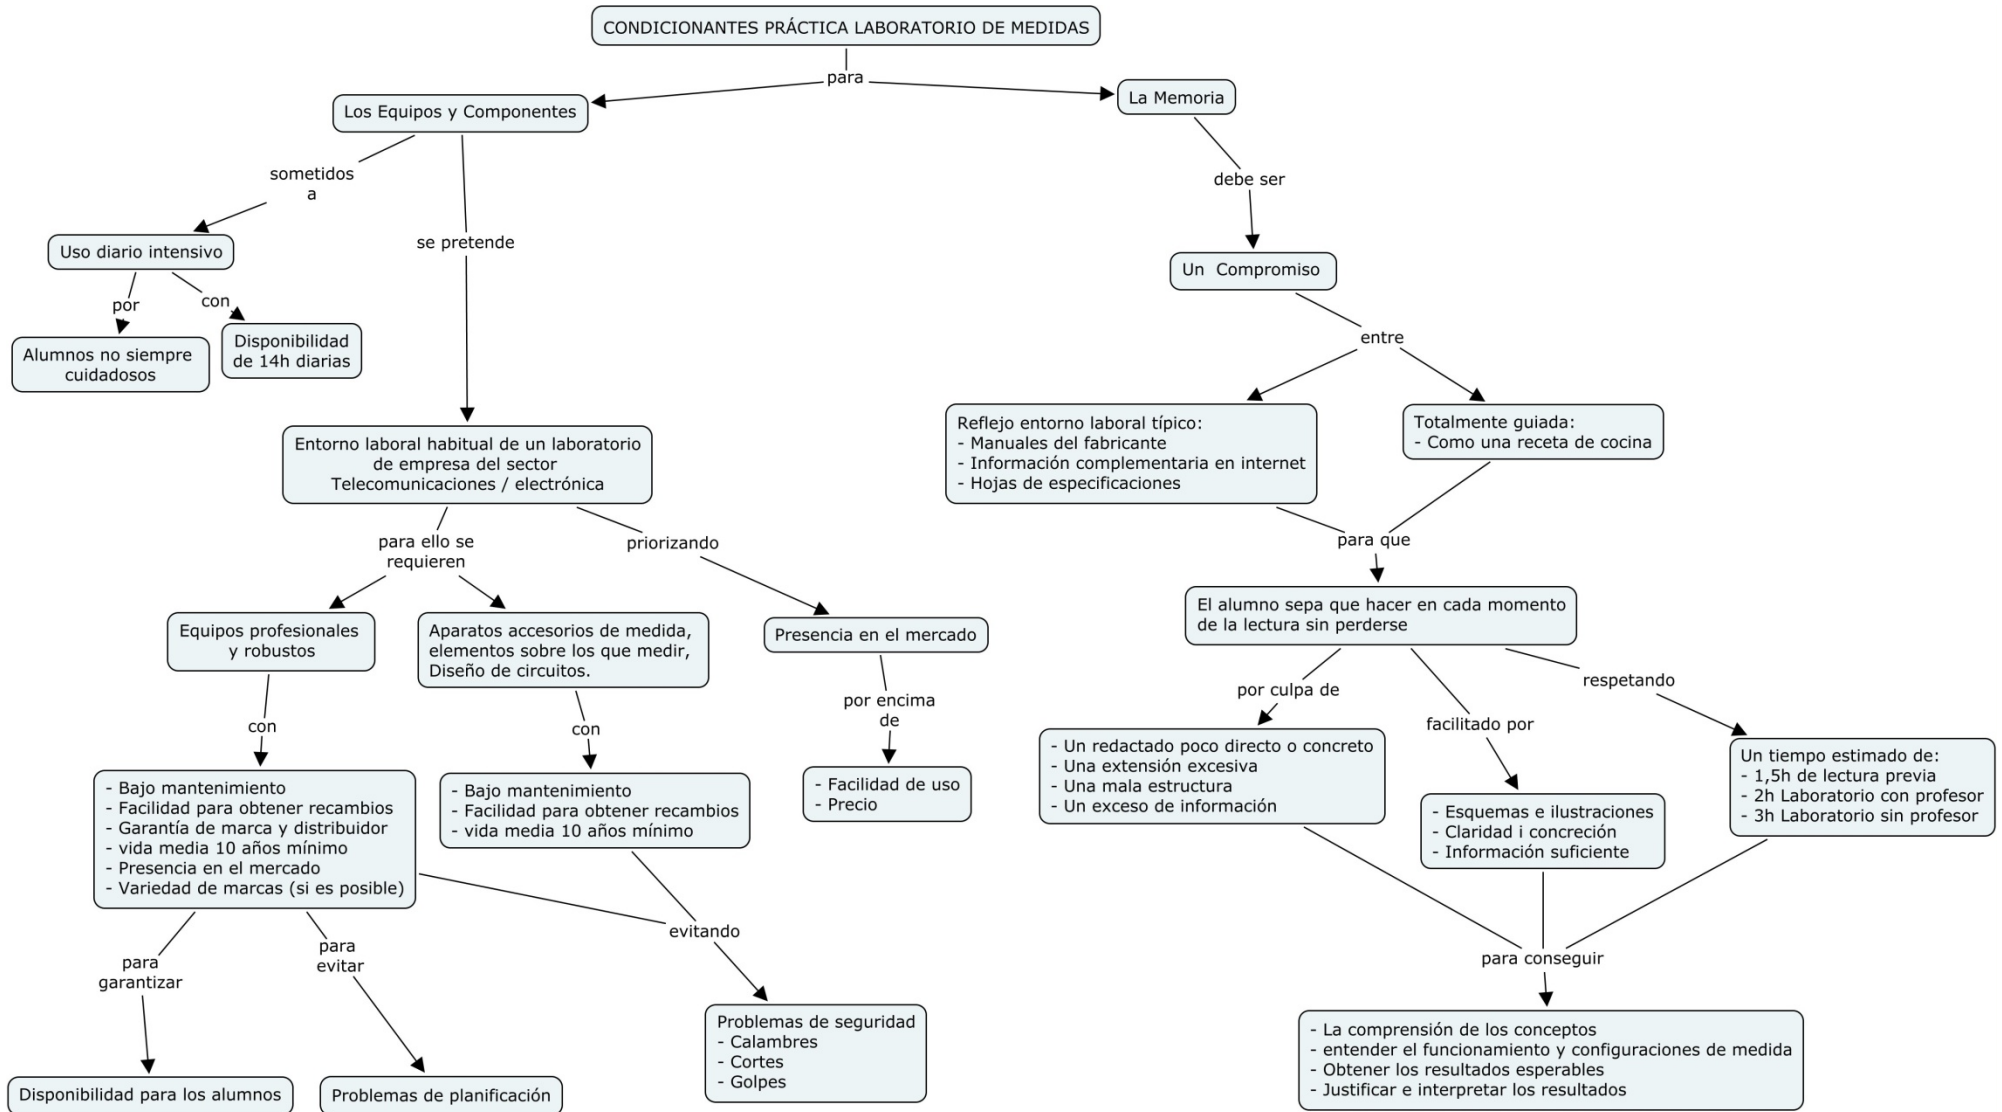 CONDICIONANTES PRÁCTICA LABORATORIO DE MEDIDAS
para
Los Equipos y Componentes
La Memoria
sometidos
a
se pretende
debe ser
Uso diario intensivo
Un  Compromiso
por
con
Alumnos no siempre
cuidadosos
Disponibilidad
de 14h diarias
entre
Entorno laboral habitual de un laboratorio
de empresa del sector
Telecomunicaciones / electrónica
Reflejo entorno laboral típico:
- Manuales del fabricante
- Información complementaria en internet
- Hojas de especificaciones
Totalmente guiada:
- Como una receta de cocina
para ello se
requieren
priorizando
para que
Equipos profesionales
y robustos
Aparatos accesorios de medida,
elementos sobre los que medir,
Diseño de circuitos.
Presencia en el mercado
El alumno sepa que hacer en cada momento
de la lectura sin perderse
con
con
por encima
de
por culpa de
facilitado por
respetando
- Bajo mantenimiento
- Facilidad para obtener recambios
- Garantía de marca y distribuidor
- vida media 10 años mínimo
- Presencia en el mercado
- Variedad de marcas (si es posible)
- Bajo mantenimiento
- Facilidad para obtener recambios
- vida media 10 años mínimo
- Facilidad de uso
- Precio
- Un redactado poco directo o concreto
- Una extensión excesiva
- Una mala estructura
- Un exceso de información
- Esquemas e ilustraciones
- Claridad i concreción
- Información suficiente
Un tiempo estimado de:
- 1,5h de lectura previa
- 2h Laboratorio con profesor
- 3h Laboratorio sin profesor
para
garantizar
para
evitar
evitando
para conseguir
Disponibilidad para los alumnos
Problemas de planificación
Problemas de seguridad
- Calambres
- Cortes
- Golpes
- La comprensión de los conceptos
- entender el funcionamiento y configuraciones de medida
- Obtener los resultados esperables
- Justificar e interpretar los resultados